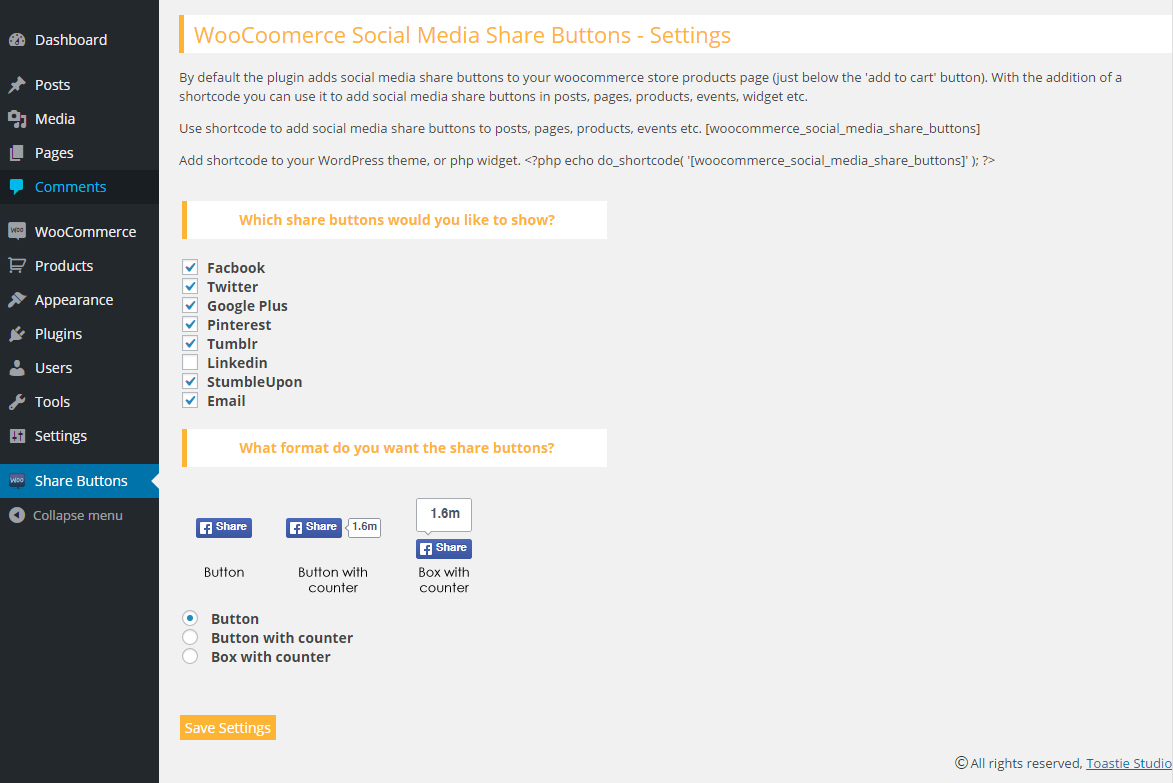 Dashboard
Posts
Media
Pages
Comments
WOO
WooCommerce
Products
Appearance
Plugins
Users
Tools
Settings
WOO
Share Buttons
Collapse menu
WooCoomerce Social Media Share Buttons - Settings
By default the plugin adds social media share buttons to your woocommerce store products page (just below the 'add to cart' button). With the addition of a
shortcode you can use it to add social media share buttons in posts, pages, products, events, widget etc.
Use shortcode to add social media share buttons to posts, pages, products, events etc. [woocommerce_social_media_share_buttons]
Add shortcode to your WordPress theme, or php widget. <?php echo do_shortcode( '[woocommerce_social_media_share_buttons]' ); ?>
Which share buttons would you like to show?
Facbook
Twitter
Google Plus
Pinterest
Tumblr
Linkedin
StumbleUpon
Email
What format do you want the share buttons?
f Share
Button
f Share 1.6m
Button with
counter
1.6m
f Share
Box with
counter
Button
Button with counter
Box with counter
Save Settings
© All rights reserved, Toastie Studio